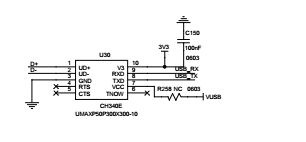 C150
100nF
0603
3V3
U30
D+ 1 UD+ V3 10
D- 2 UD- RXD 9 USB_RX
3 GND TXD 8 USB_TX
4 RTS VCC 7 R258 NC 0603 VUSB
5 CTS TNOW 6
CH340E
UMAXP50P300X300-10